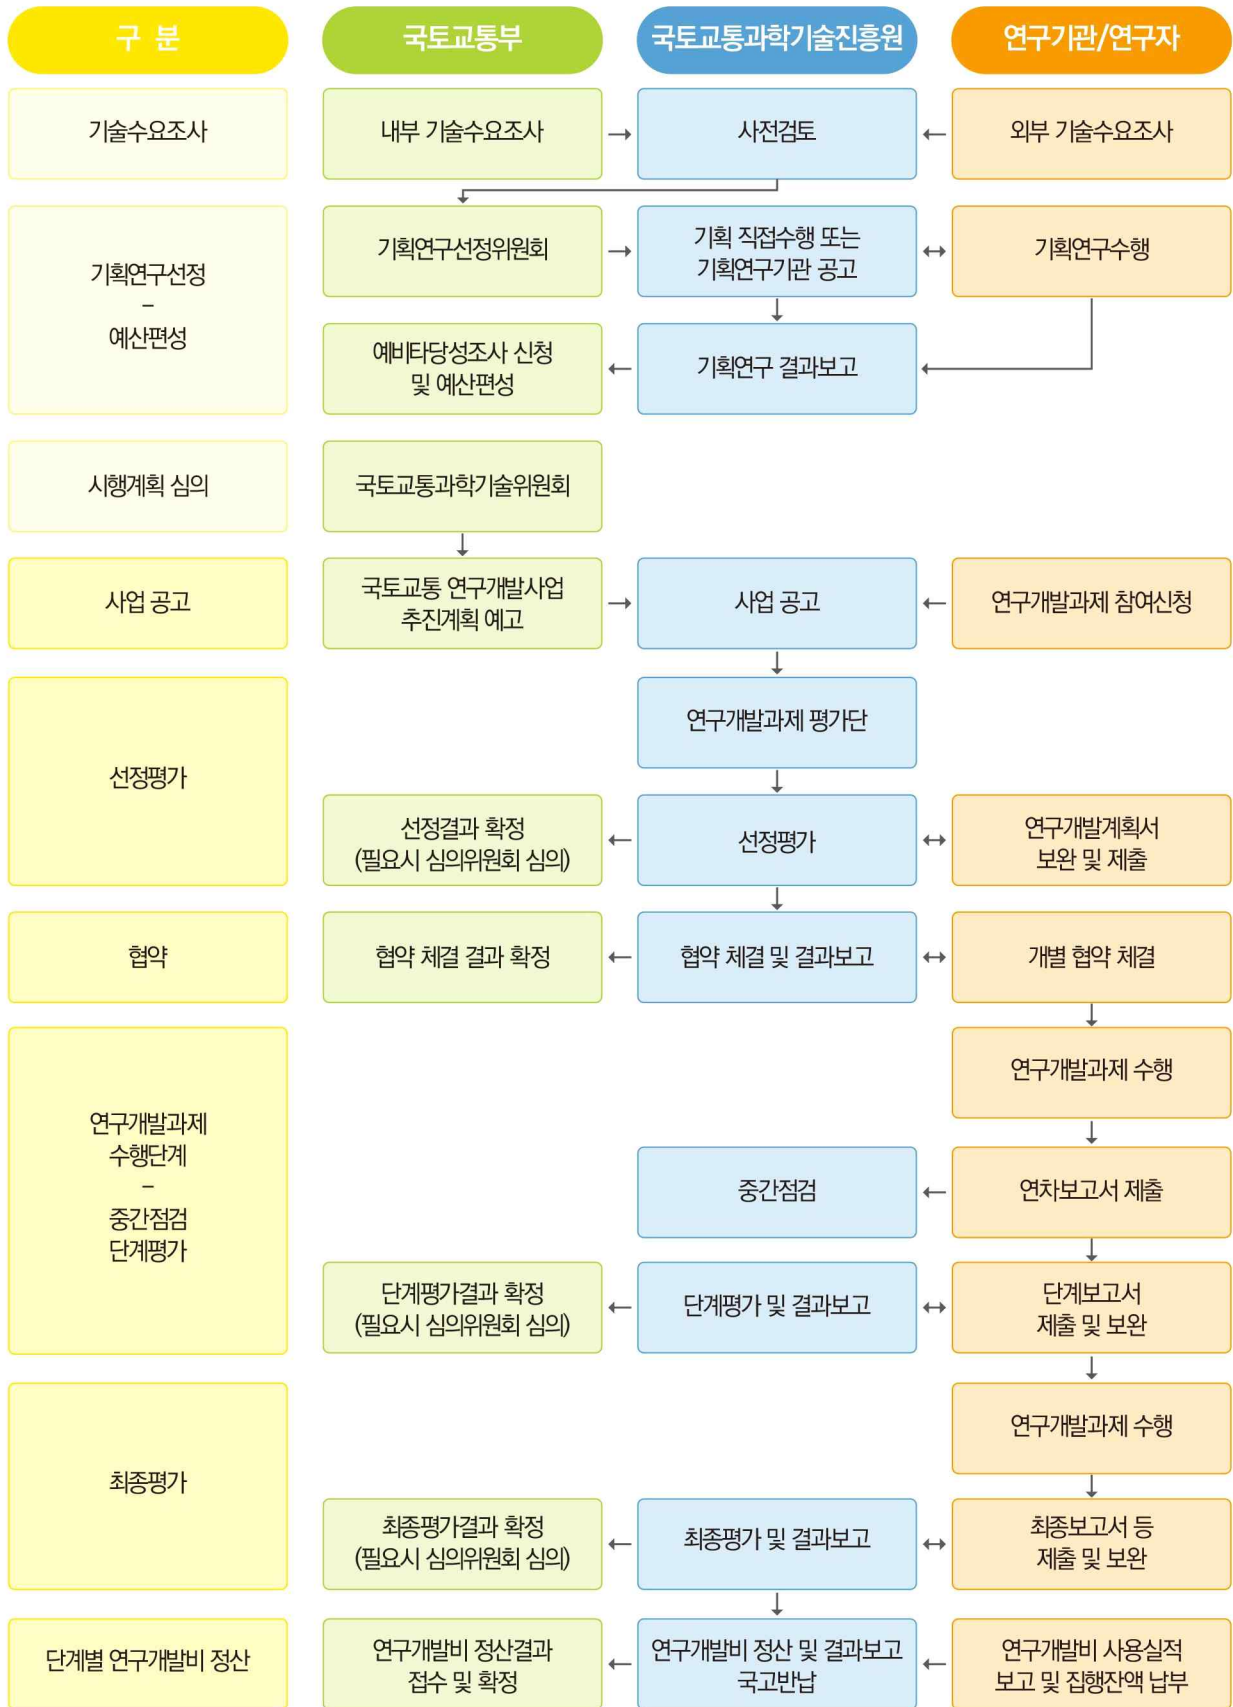 구 분
국토교통부
국토교통과학기술진흥원
연구기관/연구자
기술수요조사
내부 기술수요조사
사전검토
외부 기술수요조사
기획연구선정
–
예산편성
기획연구선정위원회
기획 직접수행 또는
기획연구기관 공고
기획연구수행
예비타당성조사 신청
및 예산편성
기획연구 결과보고
시행계획 심의
국토교통과학기술위원회
사업 공고
국토교통 연구개발사업
추진계획 예고
사업 공고
연구개발과제 참여신청
선정평가
연구개발과제 평가단
선정결과 확정
(필요시 심의위원회 심의)
선정평가
연구개발계획서
보완 및 제출
협약
협약 체결 결과 확정
협약 체결 및 결과보고
개별 협약 체결
연구개발과제
수행단계
–
중간점검
단계평가
연구개발과제 수행
중간점검
연차보고서 제출
단계평가결과 확정
(필요시 심의위원회 심의)
단계평가 및 결과보고
단계보고서
제출 및 보완
최종평가
연구개발과제 수행
최종평가결과 확정
(필요시 심의위원회 심의)
최종평가 및 결과보고
최종보고서 등
제출 및 보완
단계별 연구개발비 정산
연구개발비 정산결과
접수 및 확정
연구개발비 정산 및 결과보고
국고반납
연구개발비 사용실적
보고 및 집행잔액 납부